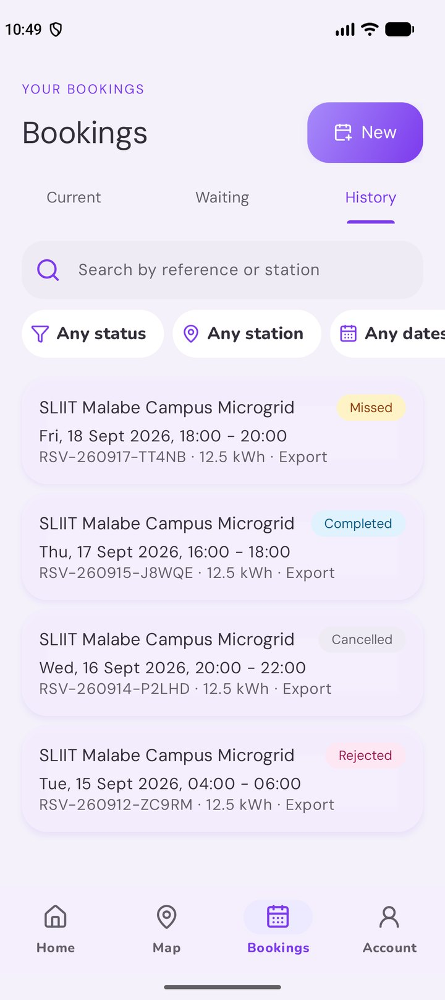 10:49
YOUR BOOKINGS
Bookings
New
Current
Waiting
History
Search by reference or station
Any status
Any station
Any dates
SLIIT Malabe Campus Microgrid
Missed
Fri, 18 Sept 2026, 18:00 – 20:00
RSV-260917-TT4NB · 12.5 kWh · Export
SLIIT Malabe Campus Microgrid
Completed
Thu, 17 Sept 2026, 16:00 – 18:00
RSV-260915-J8WQE · 12.5 kWh · Export
SLIIT Malabe Campus Microgrid
Cancelled
Wed, 16 Sept 2026, 20:00 – 22:00
RSV-260914-P2LHD · 12.5 kWh · Export
SLIIT Malabe Campus Microgrid
Rejected
Tue, 15 Sept 2026, 04:00 – 06:00
RSV-260912-ZC9RM · 12.5 kWh · Export
Home
Map
Bookings
Account